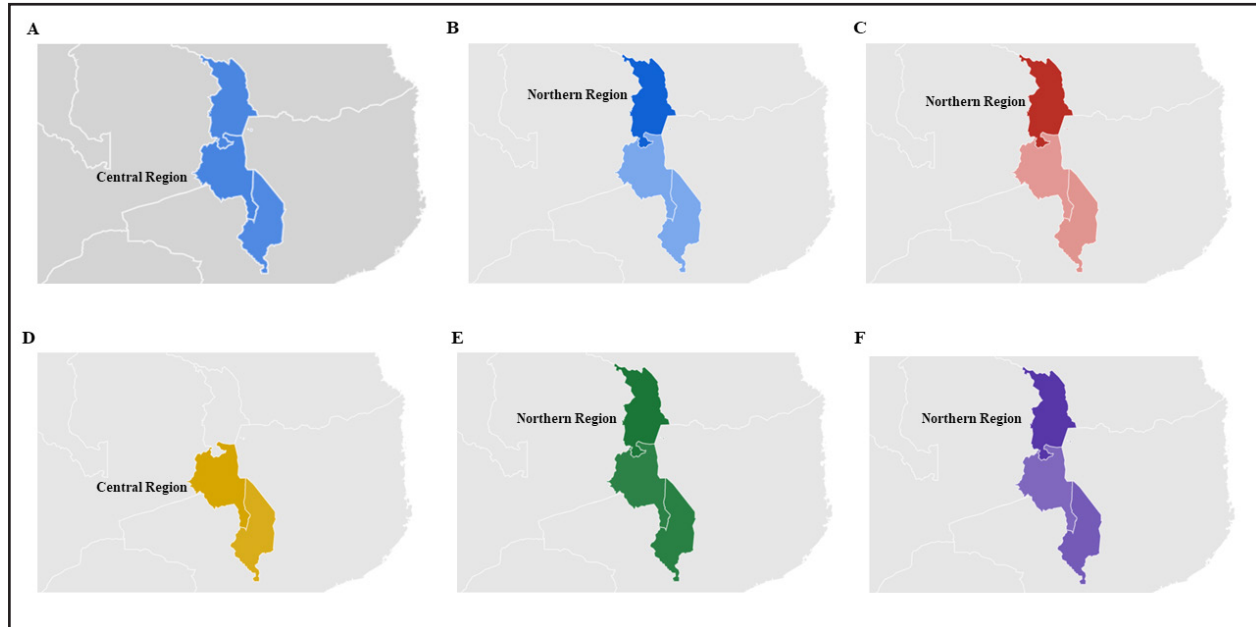 A
B
C
Northern Region
Northern Region
Central Region
D
E
F
Northern Region
Northern Region
Central Region